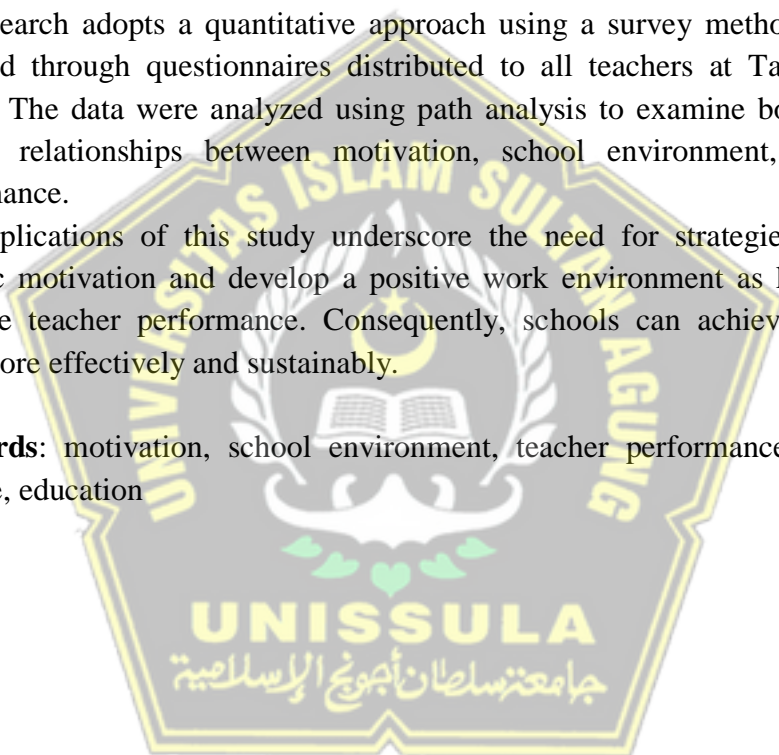 earch adopts a quantitative approach using a survey metho
d through questionnaires distributed to all teachers at Ta
The data were analyzed using path analysis to examine bo
relationships between motivation, school environment,
nance.
plications of this study underscore the need for strategie
c motivation and develop a positive work environment as l
e teacher performance. Consequently, schools can achiev
ore effectively and sustainably.
rds: motivation, school environment, teacher performance
e, education
UNIVERSITAS ISLAM SULTAN AGUNG
UNISSULA
جامعتنسلطان أجونج الإسلامية